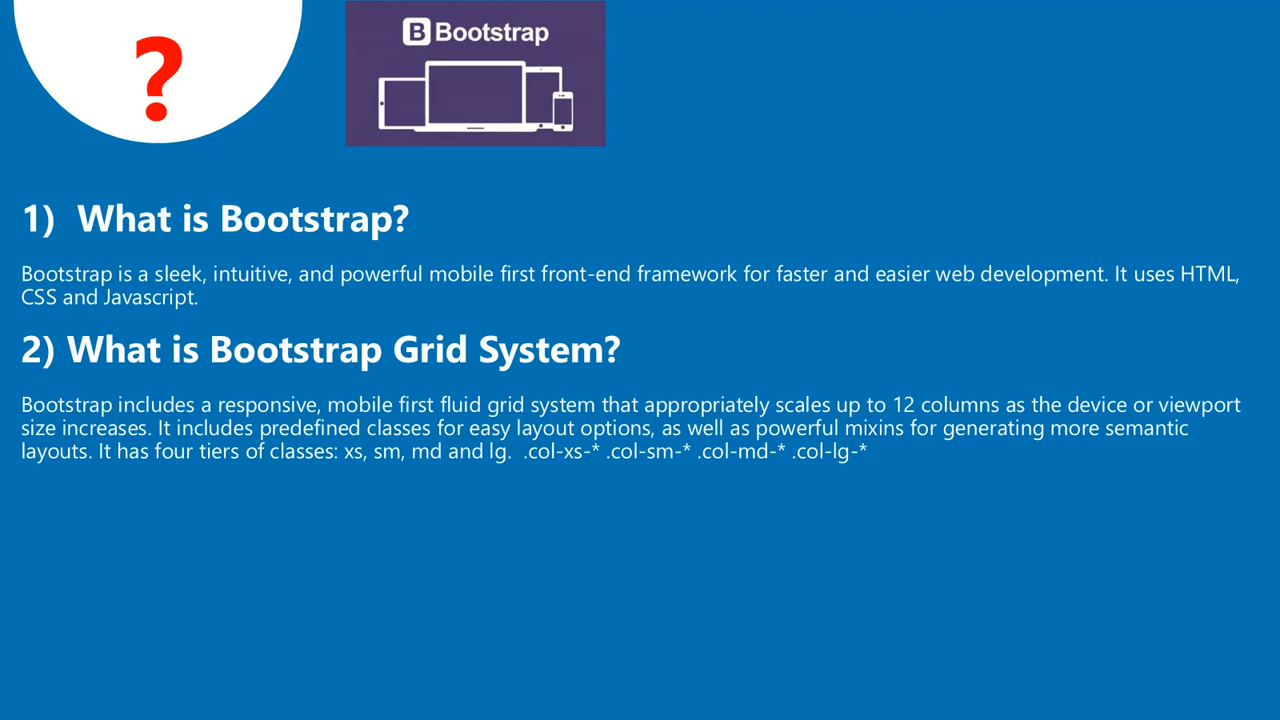 ?
B Bootstrap
1) What is Bootstrap?
Bootstrap is a sleek, intuitive, and powerful mobile first front-end framework for faster and easier web development. It uses HTML,
CSS and Javascript.
2) What is Bootstrap Grid System?
Bootstrap includes a responsive, mobile first fluid grid system that appropriately scales up to 12 columns as the device or viewport
size increases. It includes predefined classes for easy layout options, as well as powerful mixins for generating more semantic
layouts. It has four tiers of classes: xs, sm, md and lg. .col-xs-* .col-sm-* .col-md-* .col-lg-*